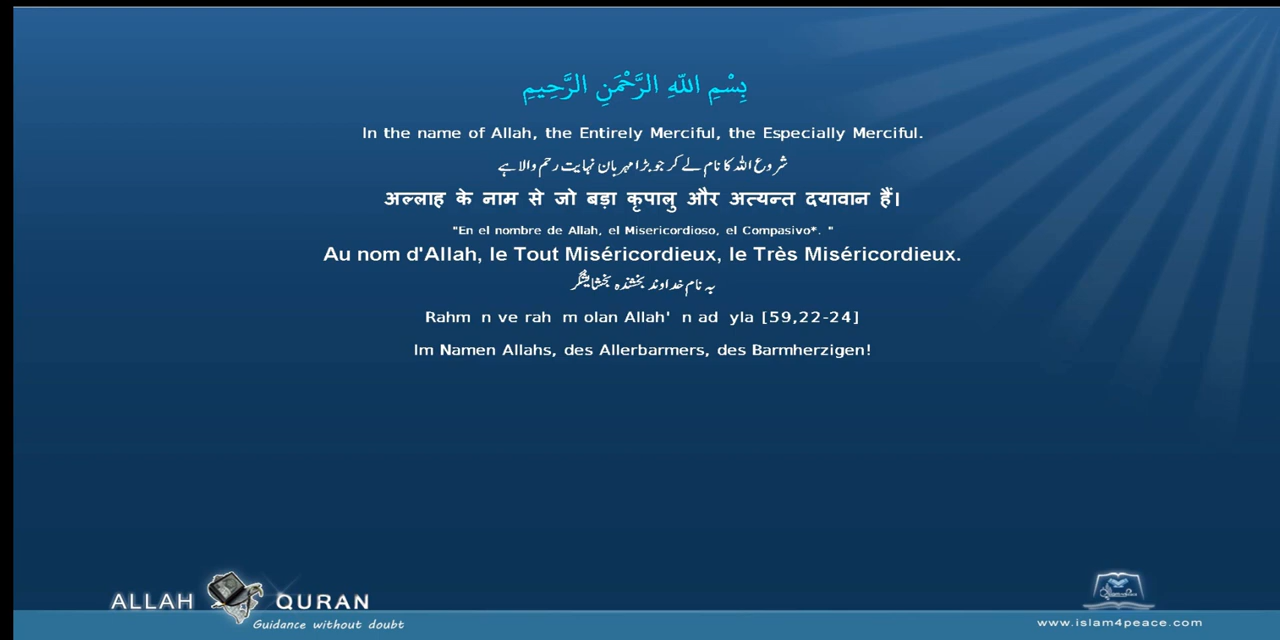 بِسْمِ اللّٰهِ الرَّحْمَنِ الرَّحِيمِ
In the name of Allah, the Entirely Merciful, the Especially Merciful.
شروع اللہ کا نام لے کر جو بڑا مہربان نہایت رحم والا ہے
अल्लाह के नाम से जो बड़ा कृपालु और अत्यन्त दयावान हैं।
"En el nombre de Allah, el Misericordioso, el Compasivo*. "
Au nom d'Allah, le Tout Miséricordieux, le Très Miséricordieux.
به نام خداوند بخشنده بخشایشگر
Rahm n ve rah m olan Allah' n ad yla [59,22-24]
Im Namen Allahs, des Allerbarmers, des Barmherzigen!
ALLAH QURAN
Guidance without doubt
www.islam4peace.com